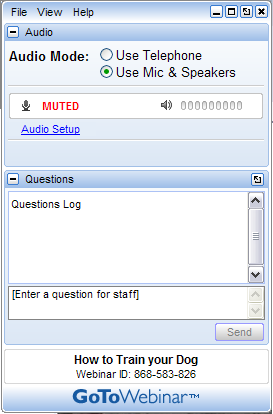 File View Help
Audio
Audio Mode: Use Telephone
Use Mic & Speakers
MUTED 000000000
Audio Setup
Questions
Questions Log
[Enter a question for staff]
Send
How to Train your Dog
Webinar ID: 868-583-826
GoToWebinar™